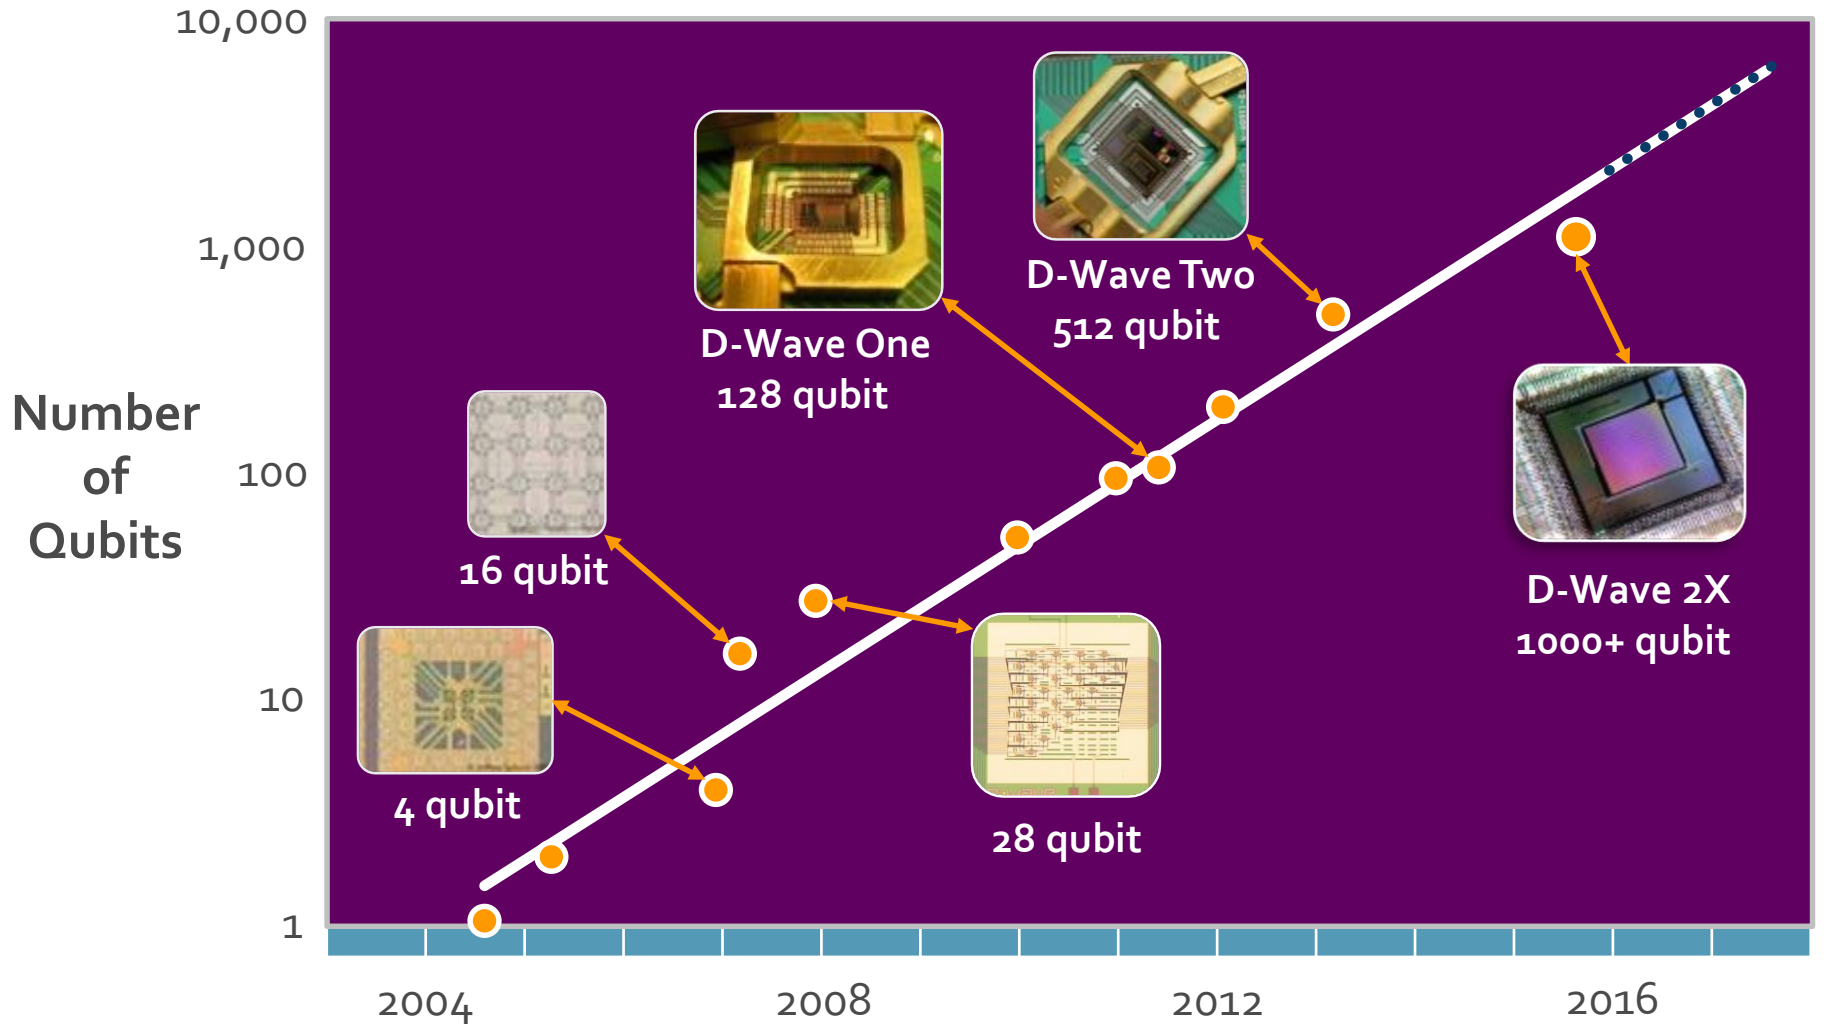 10,000
1,000
100
10
1
Number
of
Qubits
D-Wave One
128 qubit
D-Wave Two
512 qubit
16 qubit
4 qubit
28 qubit
D-Wave 2X
1000+ qubit
2004
2008
2012
2016